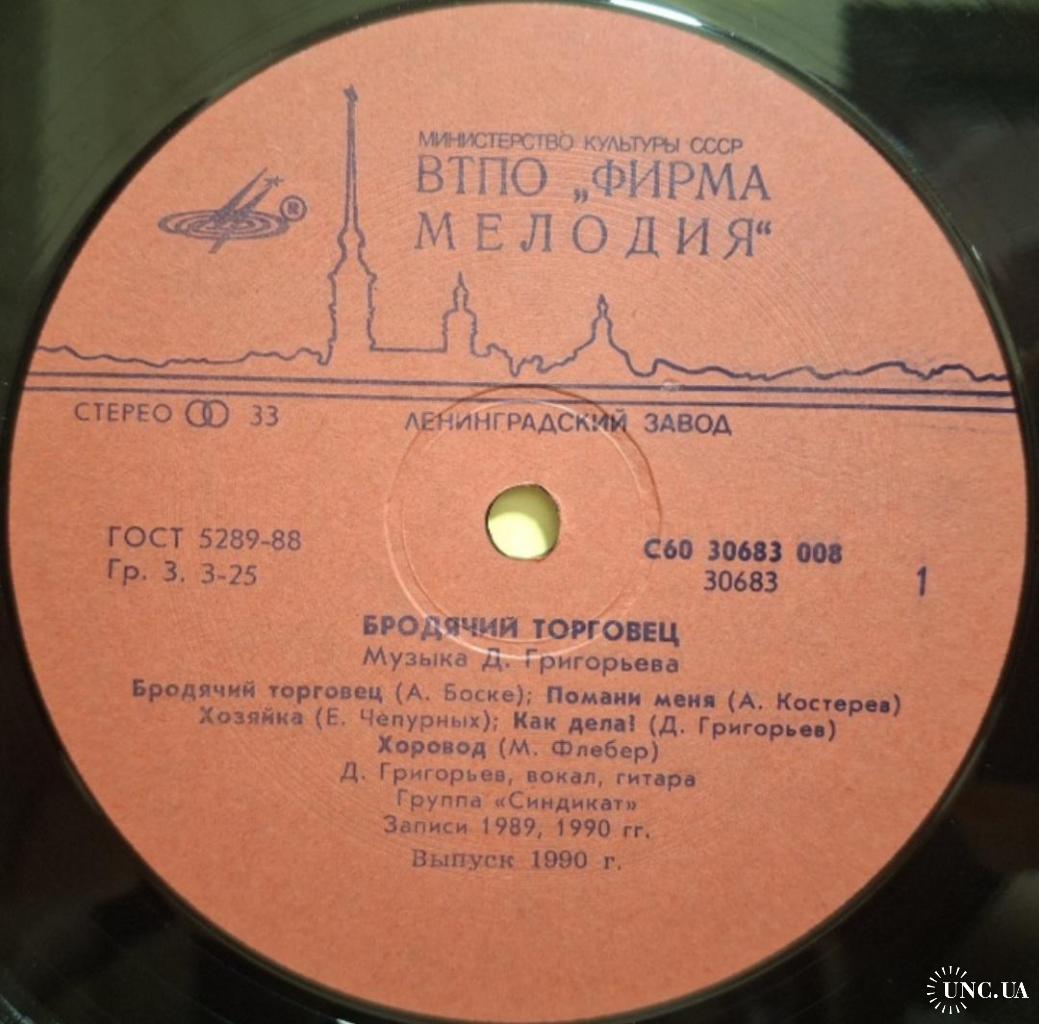 МИНИСТЕРСТВО КУЛЬТУРЫ СССР
ВТПО „ФИРМА
МЕЛОДИЯ“
®
СТЕРЕО 33
ЛЕНИНГРАДСКИЙ ЗАВОД
ГОСТ 5289-88
Гр. 3. 3-25
С60 30683 008
30683
1
БРОДЯЧИЙ ТОРГОВЕЦ
Музыка Д. Григорьева
Бродячий торговец (А. Боске); Помани меня (А. Костерев)
Хозяйка (Е. Чепурных); Как дела! (Д. Григорьев)
Хоровод (М. Флебер)
Д. Григорьев, вокал, гитара
Группа «Синдикат»
Записи 1989, 1990 гг.
Выпуск 1990 г.
UNC.UA